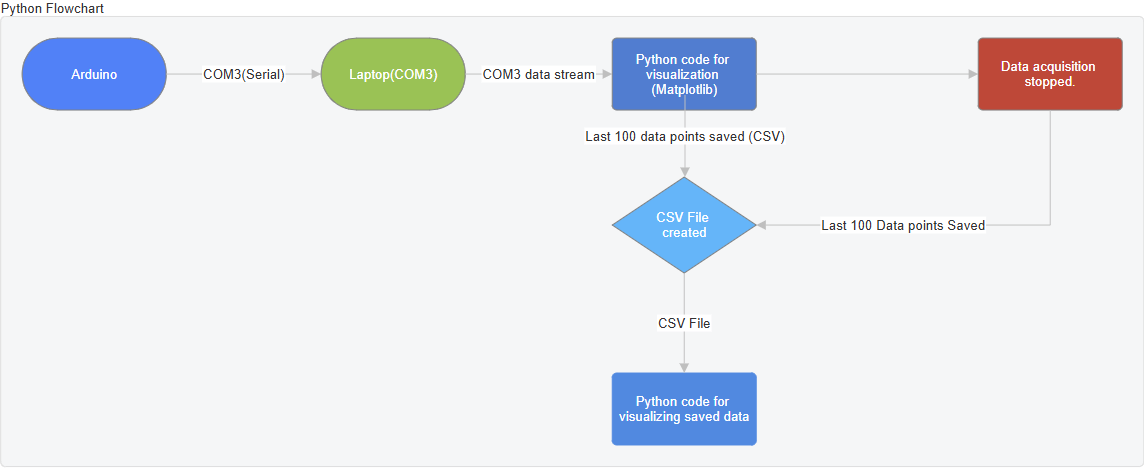 Python Flowchart
Arduino
COM3(Serial)
Laptop(COM3)
COM3 data stream
Python code for
visualization
(Matplotlib)
Data acquisition
stopped.
Last 100 data points saved (CSV)
CSV File
created
Last 100 Data points Saved
CSV File
Python code for
visualizing saved data